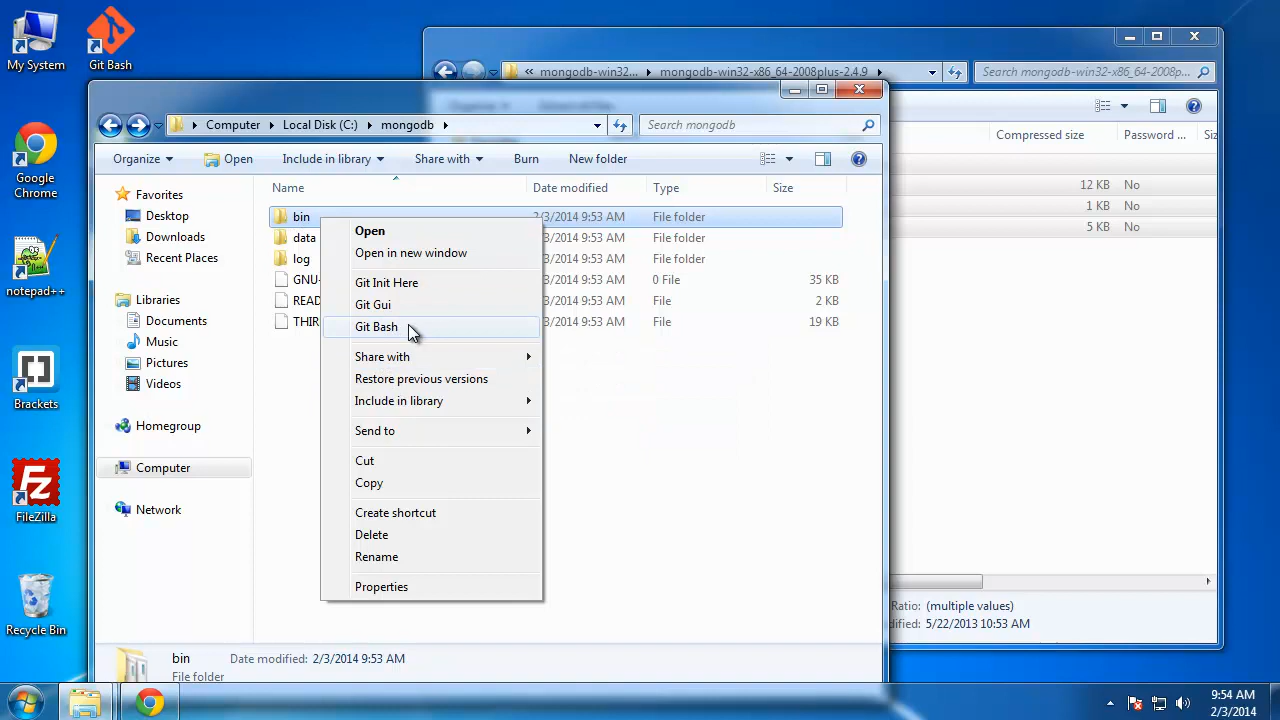 My System
Git Bash
Google Chrome
notepad++
Brackets
FileZilla
Recycle Bin
« mongodb-win32... mongodb-win32-x86_64-2008plus-2.4.9
Search mongodb-win32-x86_64-2008p...
Compressed size Password ... Siz
12 KB No
1 KB No
5 KB No
Ratio: (multiple values)
dified: 5/22/2013 10:53 AM
Computer Local Disk (C:) mongodb
Search mongodb
Organize Open Include in library Share with Burn New folder
Name Date modified Type Size
Favorites
Desktop
Downloads
Recent Places
Libraries
Documents
Music
Pictures
Videos
Homegroup
Computer
Network
bin 2/3/2014 9:53 AM File folder
data /3/2014 9:53 AM File folder
log /3/2014 9:53 AM File folder
GNU- /3/2014 9:53 AM 0 File 35 KB
READ /3/2014 9:53 AM File 2 KB
THIR /3/2014 9:53 AM File 19 KB
Open
Open in new window
Git Init Here
Git Gui
Git Bash
Share with
Restore previous versions
Include in library
Send to
Cut
Copy
Create shortcut
Delete
Rename
Properties
bin Date modified: 2/3/2014 9:53 AM
File folder
9:54 AM
2/3/2014